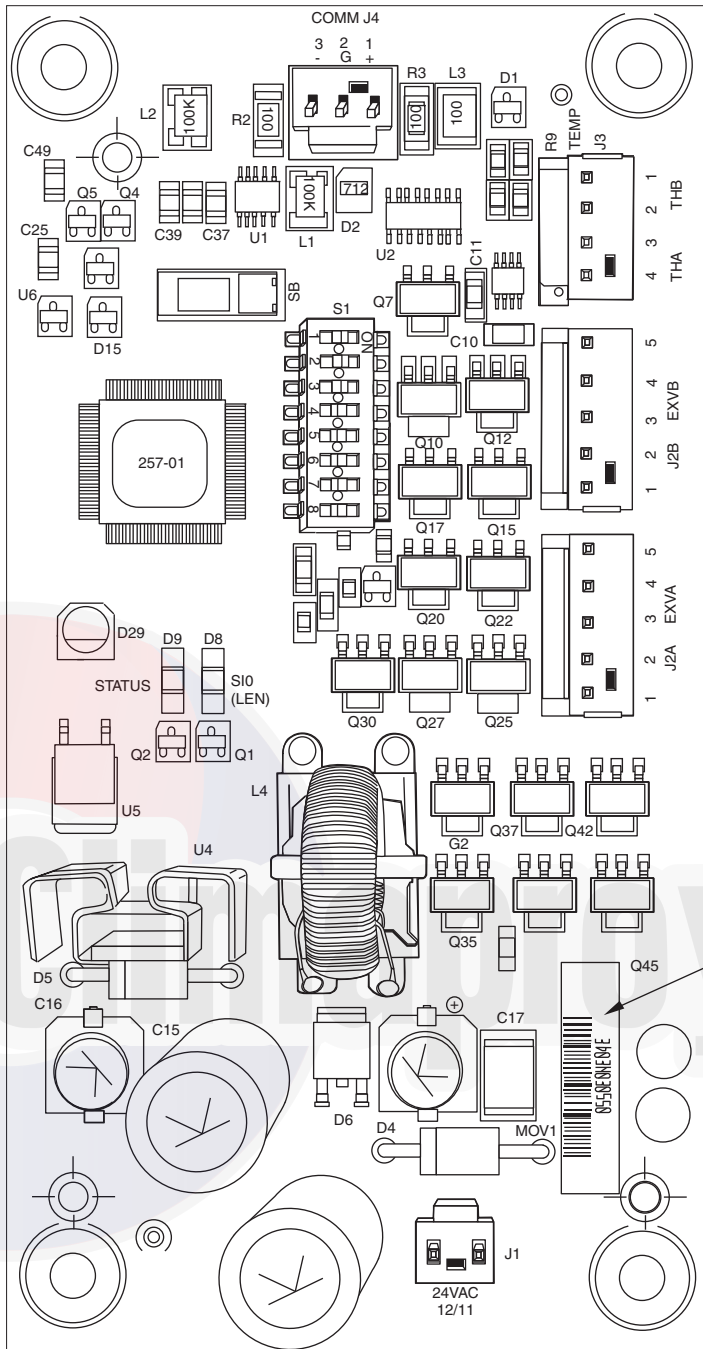 COMM J4
3 2 1
- G +
L2
100K
R2
100
R3
100
L3
100
D1
R9
TEMP
J3
1
2
3
4
THB
THA
C49
Q5
Q4
C25
C39
C37
U1
100K
L1
712
D2
U2
C11
U6
D15
SB
S1
Q7
C10
ON
1
2
3
4
5
6
7
8
Q10
Q12
5
4
3
2
1
EXVB
J2B
257-01
Q17
Q15
Q20
Q22
5
4
3
2
1
EXVA
J2A
D29
D9
D8
STATUS
SI0
(LEN)
Q30
Q27
Q25
Q2
Q1
L4
U5
G2
Q37
Q42
U4
Q35
Q45
D5
C16
C15
+
C17
D6
D4
MOV1
J1
24VAC
12/11
Climaproy